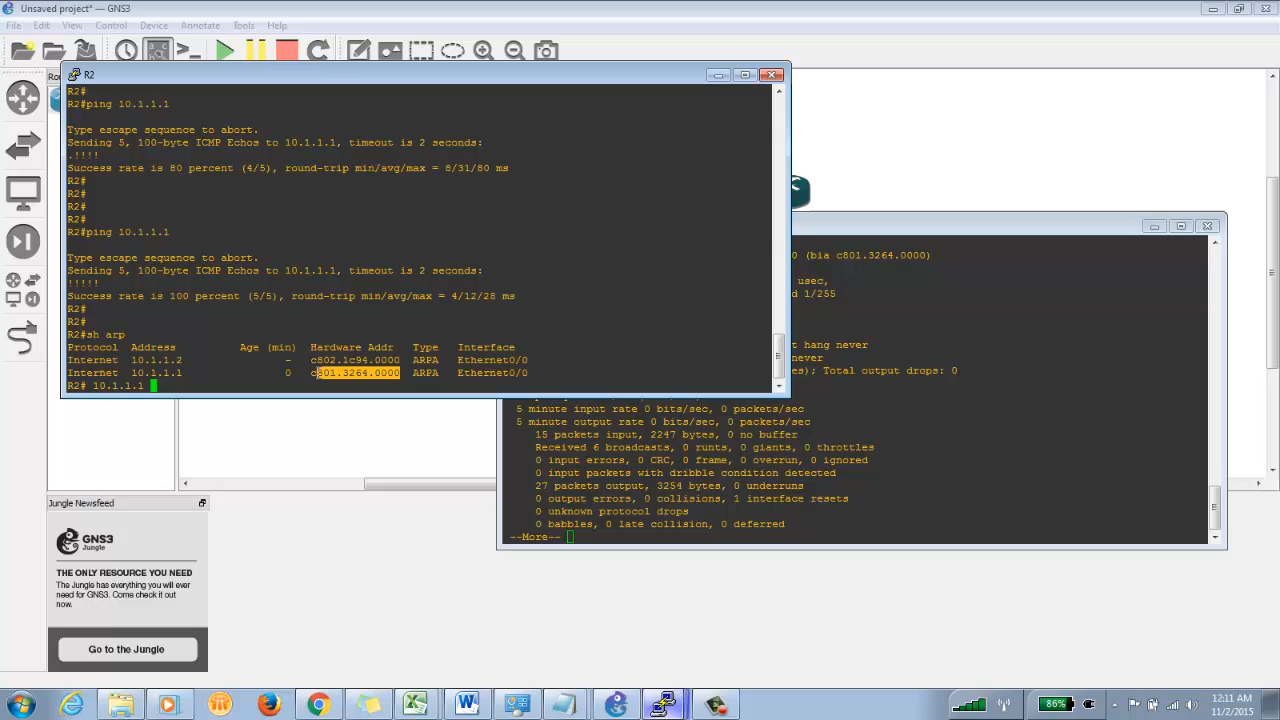 Unsaved project* — GNS3
File Edit View Control Device Annotate Tools Help
R2
R2#
R2#ping 10.1.1.1
Type escape sequence to abort.
Sending 5, 100-byte ICMP Echos to 10.1.1.1, timeout is 2 seconds:
.!!!!
Success rate is 80 percent (4/5), round-trip min/avg/max = 8/31/80 ms
R2#
R2#
R2#
R2#
R2#ping 10.1.1.1
Type escape sequence to abort.
Sending 5, 100-byte ICMP Echos to 10.1.1.1, timeout is 2 seconds:
!!!!!
Success rate is 100 percent (5/5), round-trip min/avg/max = 4/12/28 ms
R2#
R2#
R2#sh arp
Protocol Address Age (min) Hardware Addr Type Interface
Internet 10.1.1.2 - c802.1c94.0000 ARPA Ethernet0/0
Internet 10.1.1.1 0 c801.3264.0000 ARPA Ethernet0/0
R2# 10.1.1.1
0 (bia c801.3264.0000)
usec,
d 1/255
t hang never
never
es); Total output drops: 0
5 minute input rate 0 bits/sec, 0 packets/sec
5 minute output rate 0 bits/sec, 0 packets/sec
15 packets input, 2247 bytes, 0 no buffer
Received 6 broadcasts, 0 runts, 0 giants, 0 throttles
0 input errors, 0 CRC, 0 frame, 0 overrun, 0 ignored
0 input packets with dribble condition detected
27 packets output, 3254 bytes, 0 underruns
0 output errors, 0 collisions, 1 interface resets
0 unknown protocol drops
0 babbles, 0 late collision, 0 deferred
--More--
Jungle Newsfeed
GNS3
Jungle
THE ONLY RESOURCE YOU NEED
The Jungle has everything you will ever
need for GNS3. Come check it out
now.
Go to the Jungle
86%
12:11 AM
11/2/2015